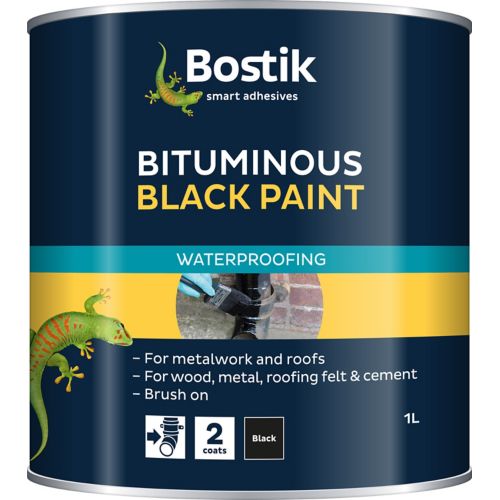 Bostik
smart adhesives
BITUMINOUS
BLACK PAINT
WATERPROOFING
– For metalwork and roofs
– For wood, metal, roofing felt & cement
– Brush on
1L
2
coats
Black